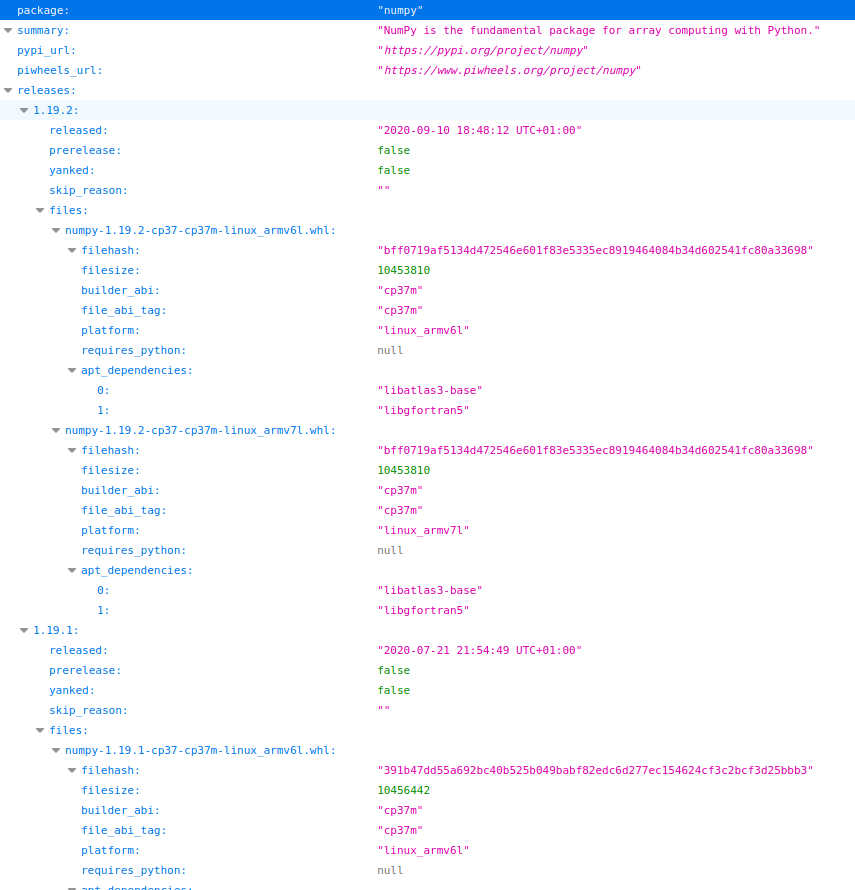 package: "numpy"
summary: "NumPy is the fundamental package for array computing with Python."
pypi_url: "https://pypi.org/project/numpy"
piwheels_url: "https://www.piwheels.org/project/numpy"
releases:
1.19.2:
released: "2020-09-10 18:48:12 UTC+01:00"
prerelease: false
yanked: false
skip_reason: ""
files:
numpy-1.19.2-cp37-cp37m-linux_armv6l.whl:
filehash: "bff0719af5134d472546e601f83e5335ec8919464084b34d602541fc80a33698"
filesize: 10453810
builder_abi: "cp37m"
file_abi_tag: "cp37m"
platform: "linux_armv6l"
requires_python: null
apt_dependencies:
0: "libatlas3-base"
1: "libgfortran5"
numpy-1.19.2-cp37-cp37m-linux_armv7l.whl:
filehash: "bff0719af5134d472546e601f83e5335ec8919464084b34d602541fc80a33698"
filesize: 10453810
builder_abi: "cp37m"
file_abi_tag: "cp37m"
platform: "linux_armv7l"
requires_python: null
apt_dependencies:
0: "libatlas3-base"
1: "libgfortran5"
1.19.1:
released: "2020-07-21 21:54:49 UTC+01:00"
prerelease: false
yanked: false
skip_reason: ""
files:
numpy-1.19.1-cp37-cp37m-linux_armv6l.whl:
filehash: "391b47dd55a692bc40b525b049babf82edc6d277ec154624cf3c2bcf3d25bbb3"
filesize: 10456442
builder_abi: "cp37m"
file_abi_tag: "cp37m"
platform: "linux_armv6l"
requires_python: null
apt_dependencies: